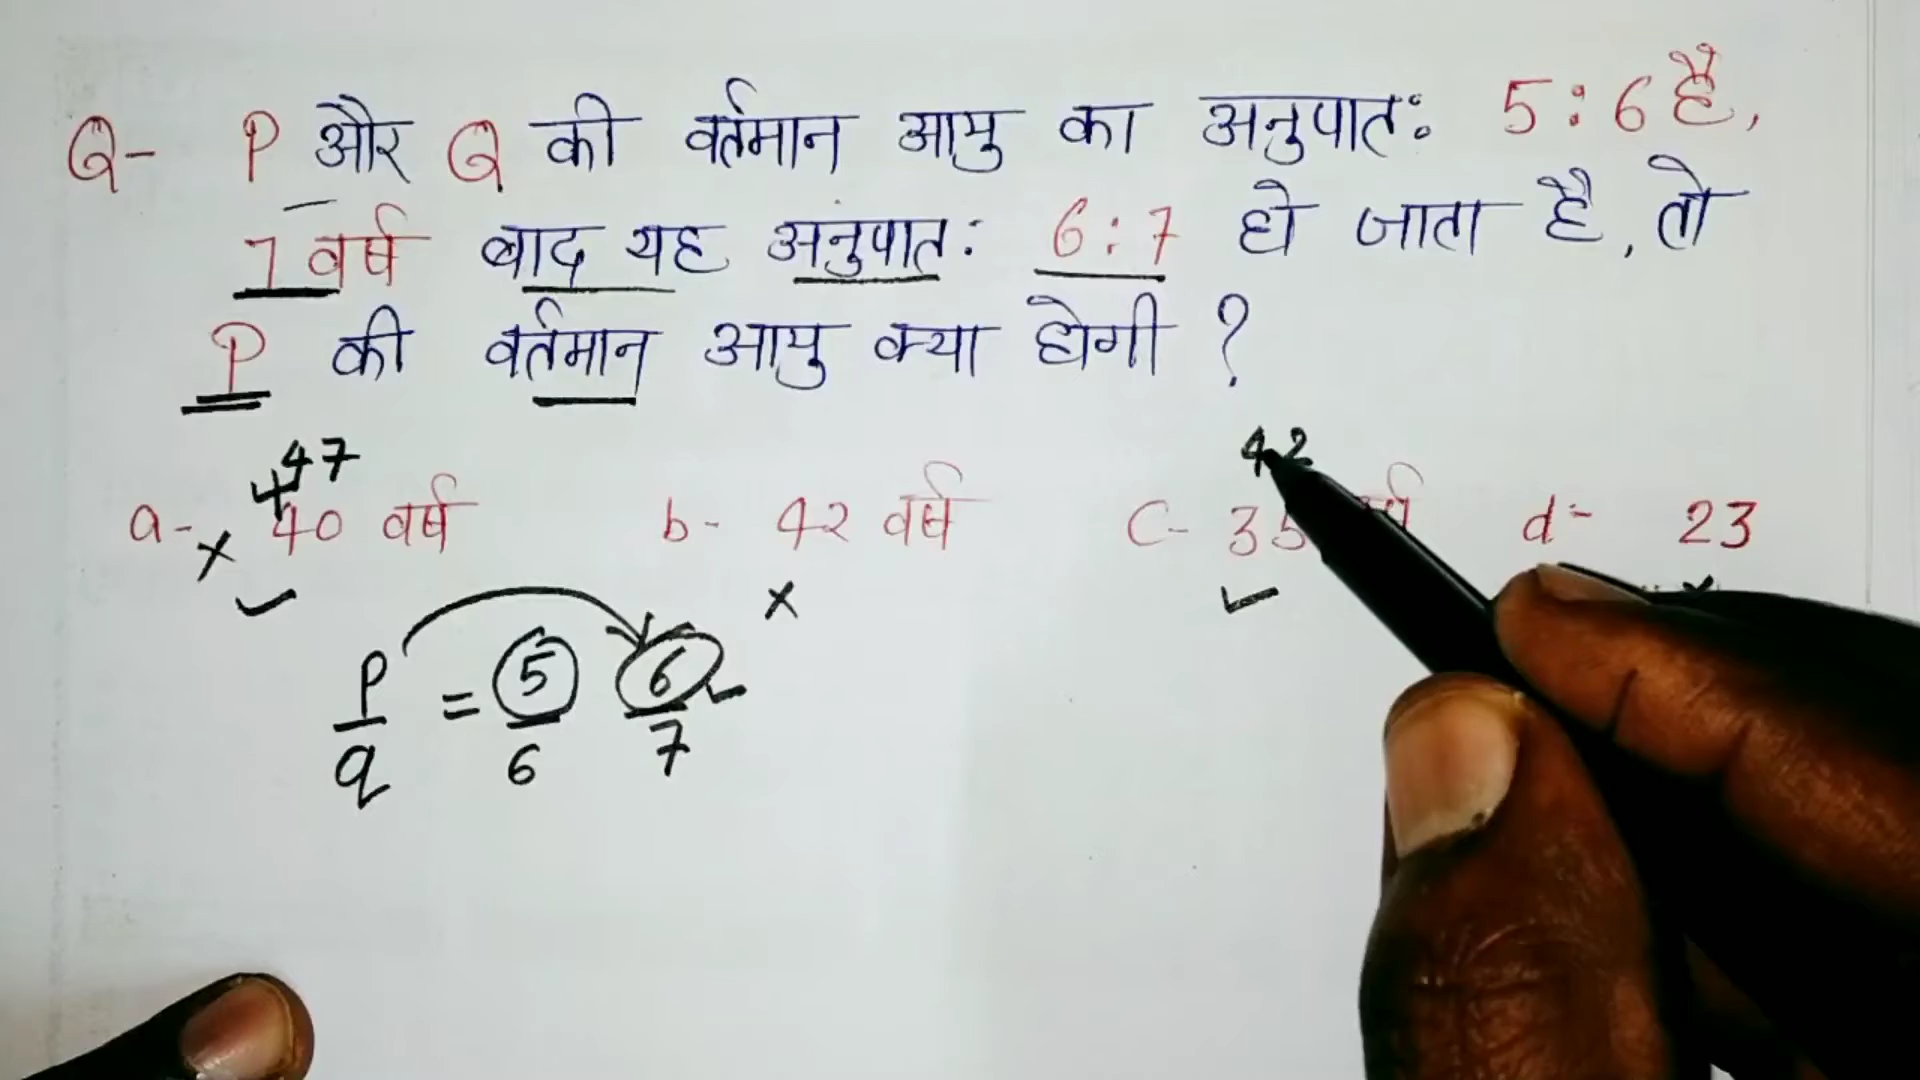 Q- P और Q की वर्तमान आयु का अनुपात: 5:6 है,
7 वर्ष बाद यह अनुपात: 6:7 हो जाता है, तो
P की वर्तमान आयु क्या होगी ?
47 42
a- 40 वर्ष b- 42 वर्ष C- 35 d- 23
P = 5 6
q 6 7